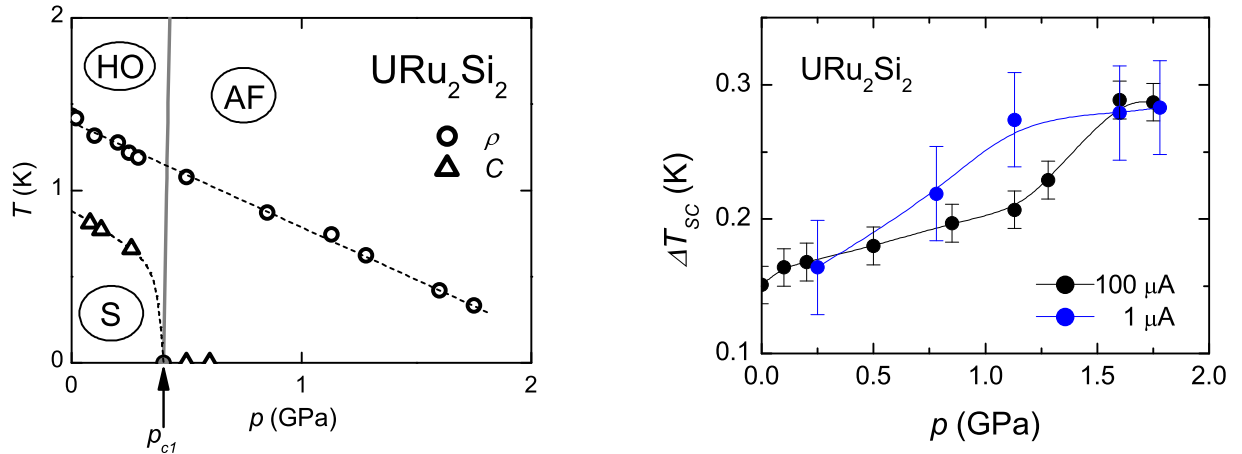 2
HO
URu2Si2
AF
ρ
C
T (K)
1
S
0
0
1
2
p (GPa)
pc1
URu2Si2
0.3
ΔTSC (K)
0.2
100 μA
1 μA
0.1
0.0
0.5
1.0
1.5
2.0
p (GPa)